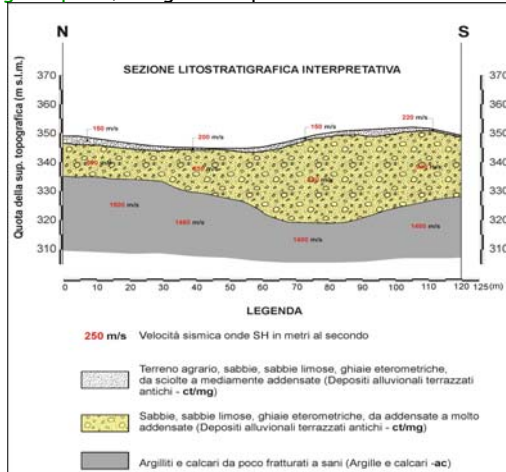 N S
SEZIONE LITOSTRATIGRAFICA INTERPRETATIVA
Quota della sup. topografica (m s.l.m.)
370 370
360 360
350 350
340 340
330 330
320 320
310 310
150 m/s 200 m/s 150 m/s 220 m/s
1480 m/s 1400 m/s 1480 m/s
0 10 20 30 40 50 60 70 80 90 100 110 120 125(m)
LEGENDA
250 m/s Velocità sismica onde SH in metri al secondo
Terreno agrario, sabbie, sabbie limose, ghiaie eterometriche,
da sciolte a mediamente addensate (Depositi alluvionali terrazzati
antichi - ct/mg)
Sabbie, sabbie limose, ghiaie eterometriche, da addensate a molto
addensate (Depositi alluvionali terrazzati antichi - ct/mg)
Argilliti e calcari da poco fratturati a sani (Argille e calcari -ac)